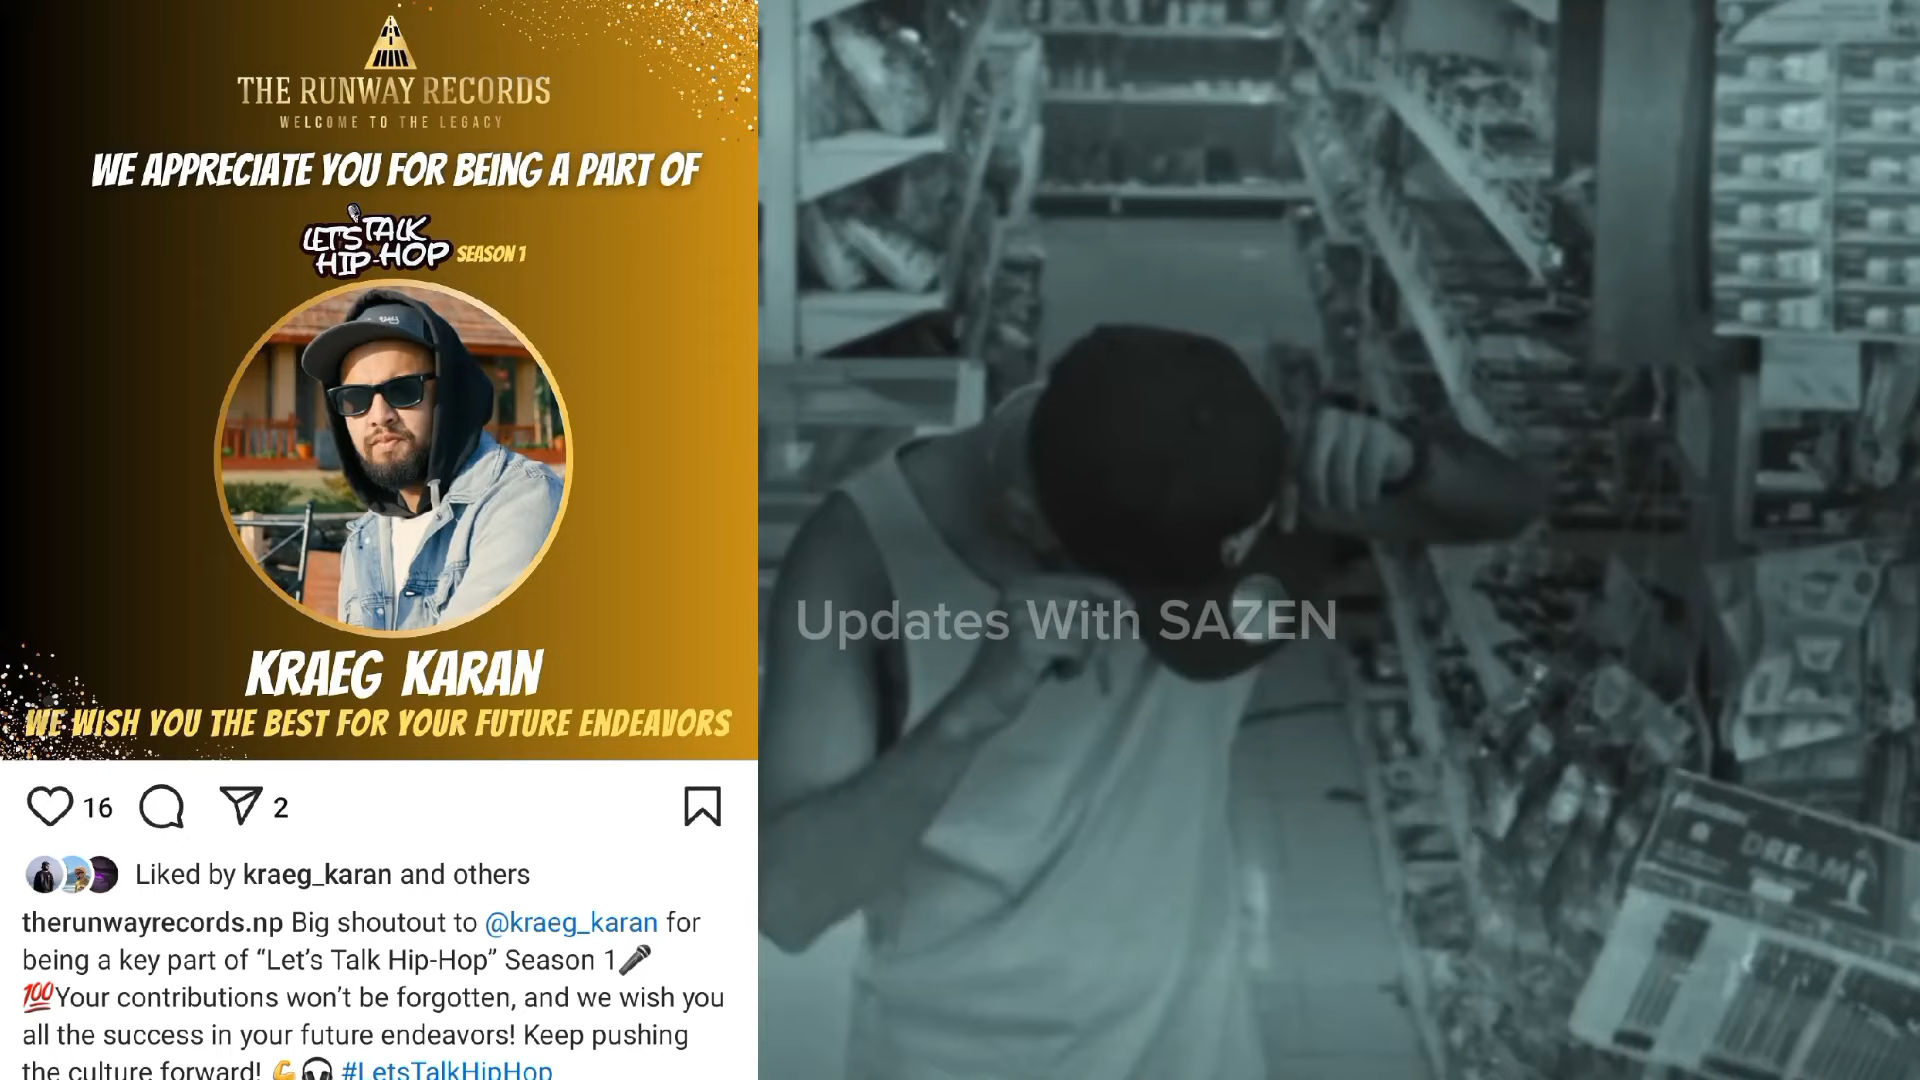 THE RUNWAY RECORDS
WELCOME TO THE LEGACY
WE APPRECIATE YOU FOR BEING A PART OF
LET'S TALK
HIP-HOP SEASON 1
KRAEG KARAN
WE WISH YOU THE BEST FOR YOUR FUTURE ENDEAVORS
16 2
Liked by kraeg_karan and others
therunwayrecords.np Big shoutout to @kraeg_karan for
being a key part of “Let’s Talk Hip-Hop” Season 1🎤
💯Your contributions won’t be forgotten, and we wish you
all the success in your future endeavors! Keep pushing
the culture forward! 💪🎧 #LetsTalkHipHop
Updates With SAZEN
DREAM